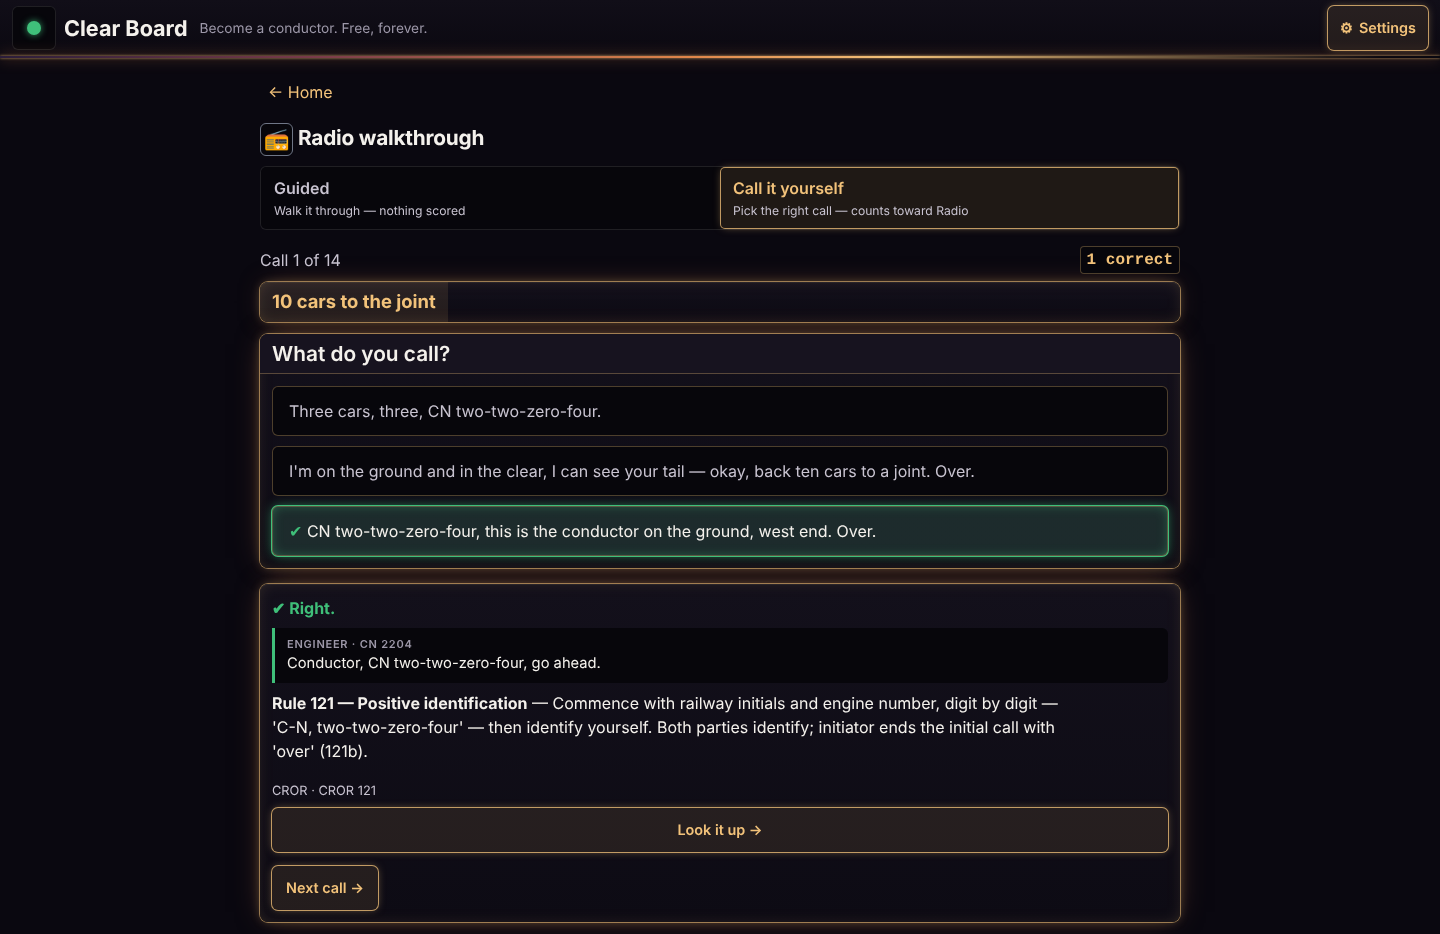 Clear Board
Become a conductor. Free, forever.
⚙ Settings
← Home
Radio walkthrough
Guided
Walk it through — nothing scored
Call it yourself
Pick the right call — counts toward Radio
Call 1 of 14
1 correct
10 cars to the joint
What do you call?
Three cars, three, CN two-two-zero-four.
I'm on the ground and in the clear, I can see your tail — okay, back ten cars to a joint. Over.
✔ CN two-two-zero-four, this is the conductor on the ground, west end. Over.
✔ Right.
ENGINEER · CN 2204
Conductor, CN two-two-zero-four, go ahead.
Rule 121 — Positive identification — Commence with railway initials and engine number, digit by digit —
'C-N, two-two-zero-four' — then identify yourself. Both parties identify; initiator ends the initial call with
'over' (121b).
CROR · CROR 121
Look it up →
Next call →